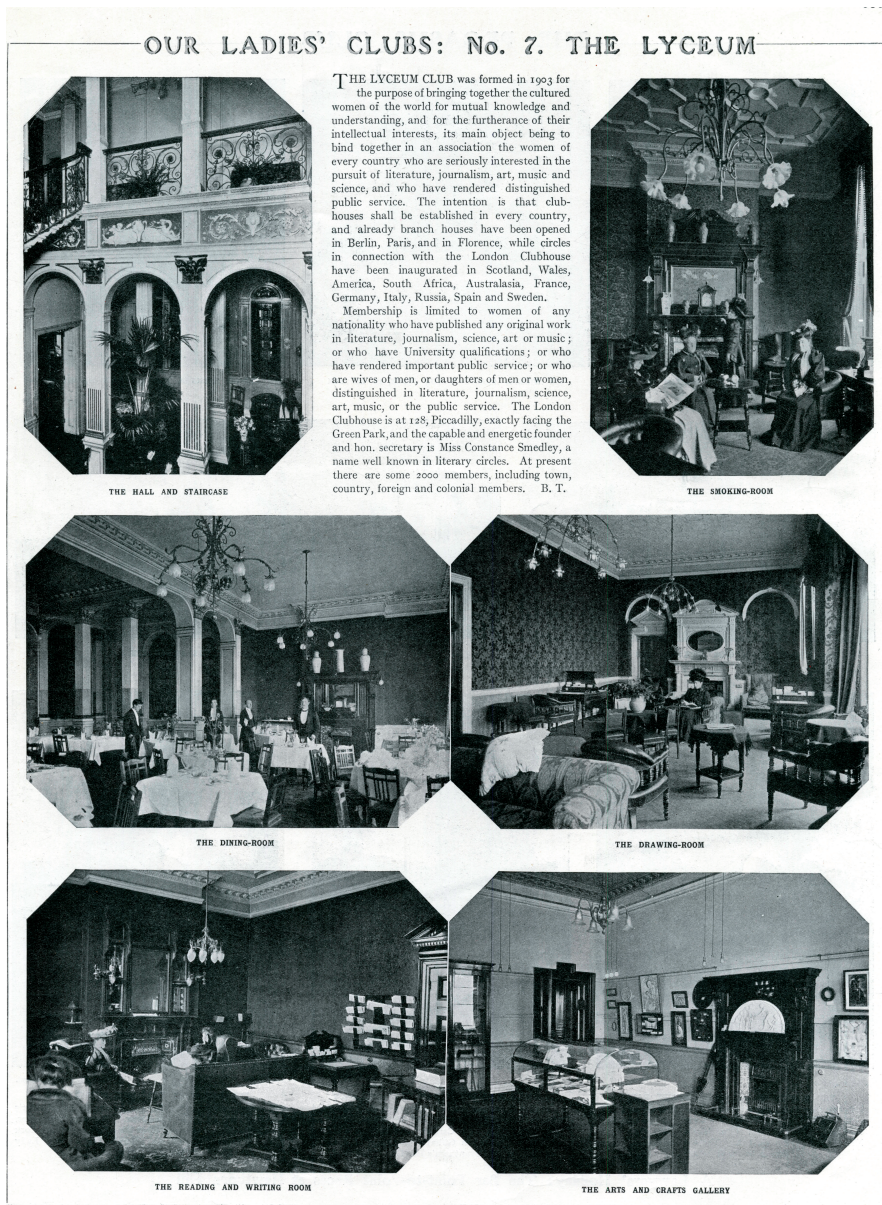 OUR LADIES' CLUBS: No. 7. THE LYCEUM
THE LYCEUM CLUB was formed in 1903 for
the purpose of bringing together the cultured
women of the world for mutual knowledge and
understanding, and for the furtherance of their
intellectual interests, its main object being to
bind together in an association the women of
every country who are seriously interested in the
pursuit of literature, journalism, art, music and
science, and who have rendered distinguished
public service. The intention is that club-
houses shall be established in every country,
and already branch houses have been opened
in Berlin, Paris, and in Florence, while circles
in connection with the London Clubhouse
have been inaugurated in Scotland, Wales,
America, South Africa, Australasia, France,
Germany, Italy, Russia, Spain and Sweden.
Membership is limited to women of any
nationality who have published any original work
in literature, journalism, science, art or music;
or who have University qualifications; or who
have rendered important public service; or who
are wives of men, or daughters of men or women,
distinguished in literature, journalism, science,
art, music, or the public service. The London
Clubhouse is at 128, Piccadilly, exactly facing the
Green Park, and the capable and energetic founder
and hon. secretary is Miss Constance Smedley, a
name well known in literary circles. At present
there are some 2000 members, including town,
country, foreign and colonial members. B. T.
THE HALL AND STAIRCASE
THE SMOKING-ROOM
THE DINING-ROOM
THE DRAWING-ROOM
THE READING AND WRITING ROOM
THE ARTS AND CRAFTS GALLERY